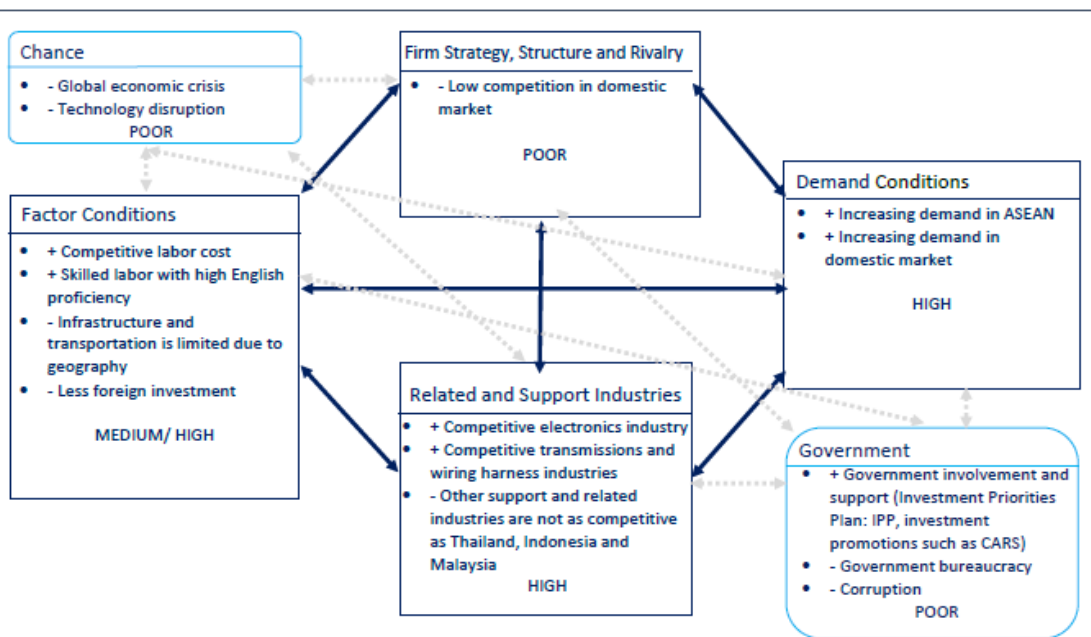 Chance
• - Global economic crisis
• - Technology disruption
POOR
Firm Strategy, Structure and Rivalry
• - Low competition in domestic
market
POOR
Demand Conditions
• + Increasing demand in ASEAN
• + Increasing demand in
domestic market
HIGH
Factor Conditions
• + Competitive labor cost
• + Skilled labor with high English
proficiency
• - Infrastructure and
transportation is limited due to
geography
• - Less foreign investment
MEDIUM/ HIGH
Related and Support Industries
• + Competitive electronics industry
• + Competitive transmissions and
wiring harness industries
• - Other support and related
industries are not as competitive
as Thailand, Indonesia and
Malaysia
HIGH
Government
• + Government involvement and
support (Investment Priorities
Plan: IPP, investment
promotions such as CARS)
• - Government bureaucracy
• - Corruption
POOR